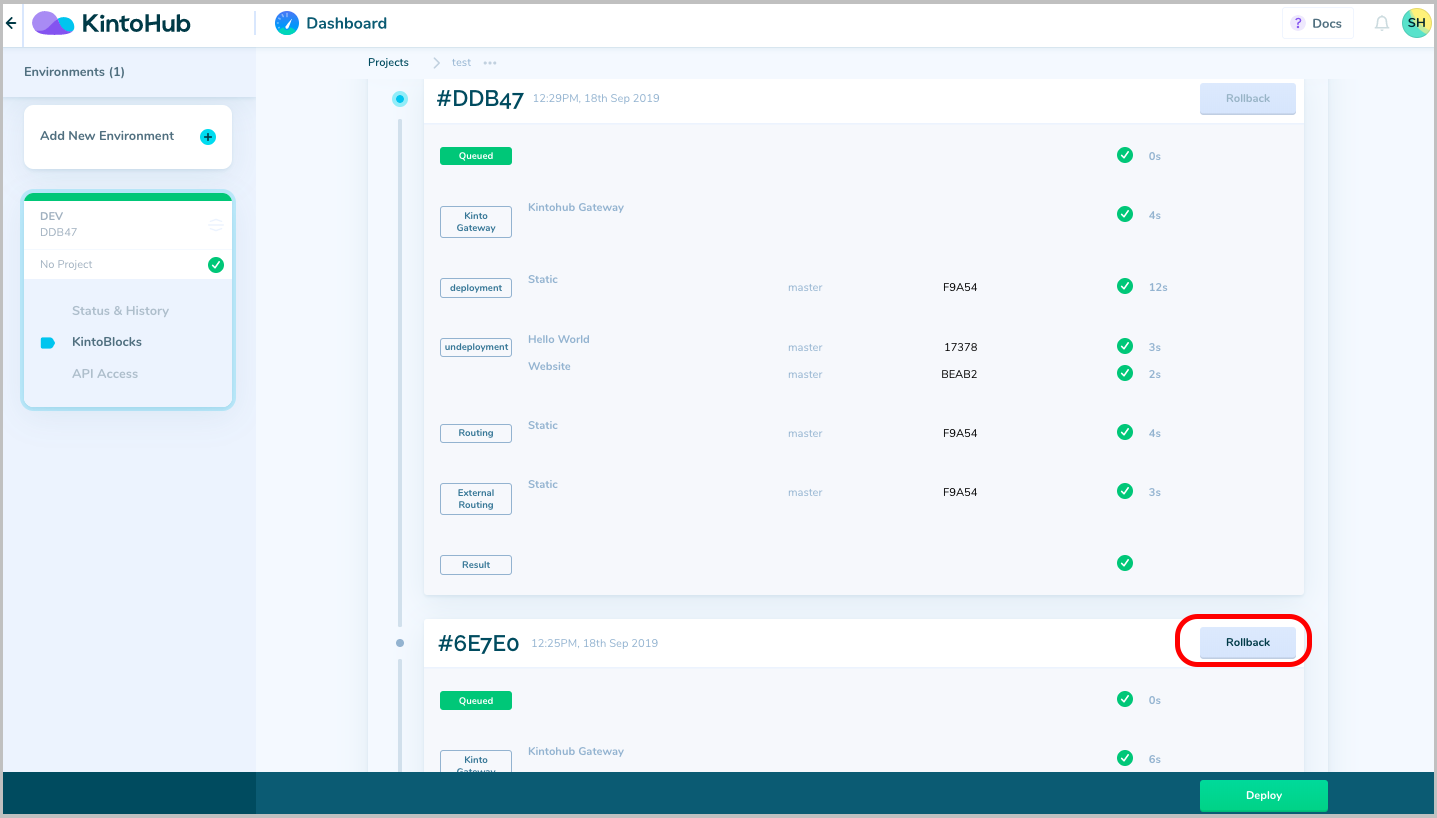 KintoHub
Dashboard
? Docs
SH
Environments (1)
Projects
test
Add New Environment
#DDB47 12:29PM, 18th Sep 2019
Rollback
Queued
0s
DEV
DDB47
No Project
Status & History
KintoBlocks
API Access
Kinto
Gateway
Kintohub Gateway
4s
deployment
Static
master
F9A54
12s
undeployment
Hello World
master
17378
3s
Website
master
BEAB2
2s
Routing
Static
master
F9A54
4s
External
Routing
Static
master
F9A54
3s
Result
#6E7E0 12:25PM, 18th Sep 2019
Rollback
Queued
0s
Kinto
Gateway
Kintohub Gateway
6s
Deploy